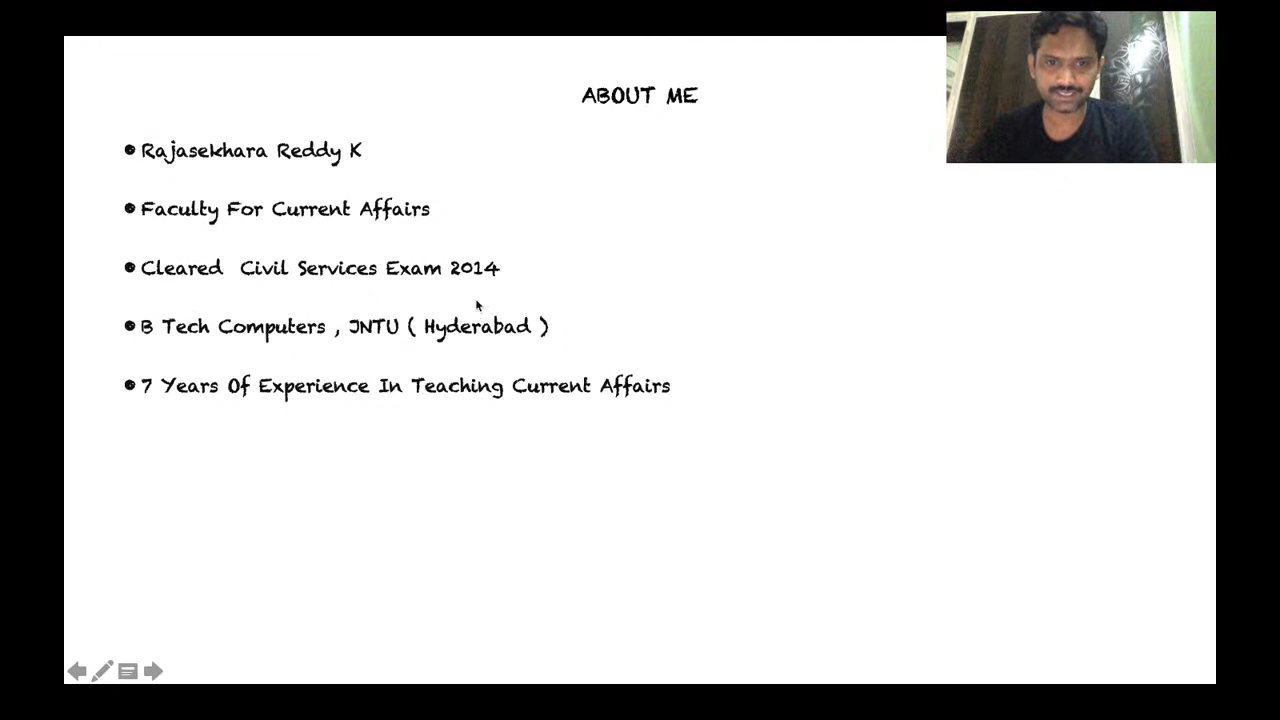 ABOUT ME
• Rajasekhara Reddy K
• Faculty For Current Affairs
• Cleared Civil Services Exam 2014
• B Tech Computers , JNTU ( Hyderabad )
• 7 Years Of Experience In Teaching Current Affairs